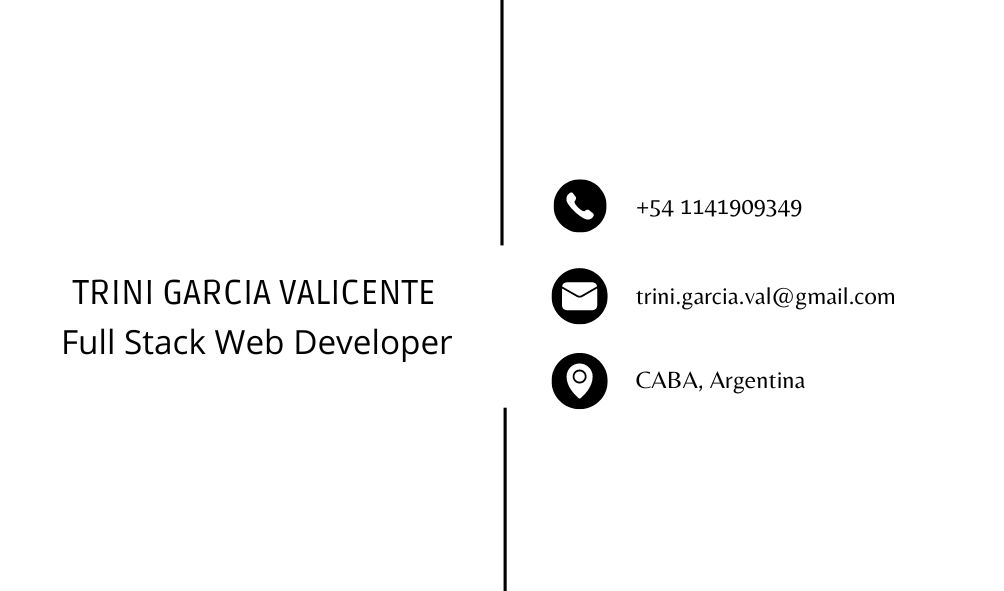 TRINI GARCIA VALICENTE
Full Stack Web Developer
+54 1141909349
trini.garcia.val@gmail.com
CABA, Argentina